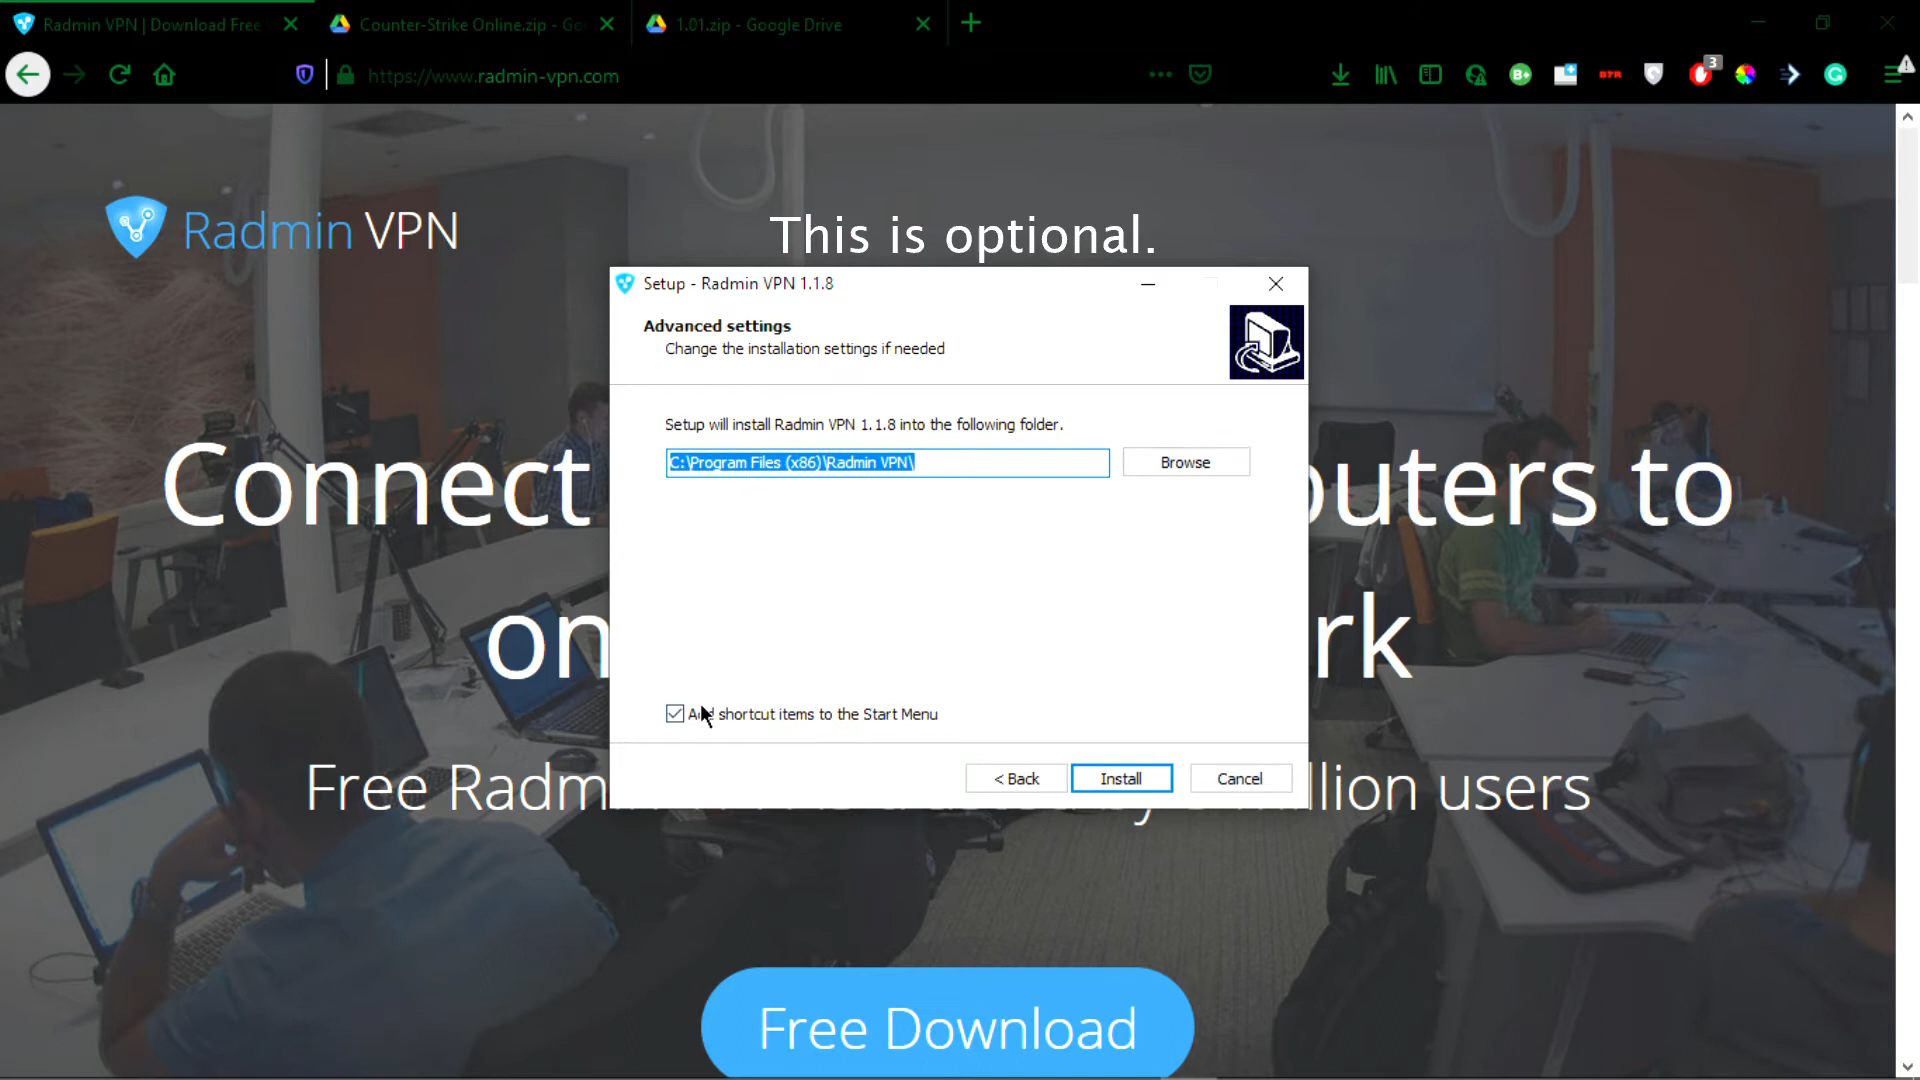 Radmin VPN | Download Free
Counter-Strike Online.zip - Go
1.01.zip - Google Drive
https://www.radmin-vpn.com
3
Radmin VPN
This is optional.
Setup - Radmin VPN 1.1.8
Advanced settings
Change the installation settings if needed
Setup will install Radmin VPN 1.1.8 into the following folder.
C:\Program Files (x86)\Radmin VPN\
Browse
Connect outers to
on rk
shortcut items to the Start Menu
< Back
Install
Cancel
Free Radm llion users
Free Download